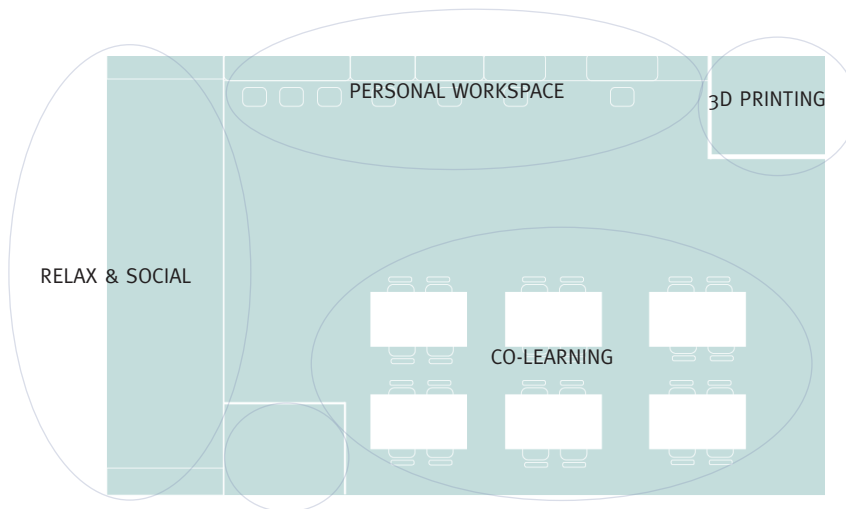 PERSONAL WORKSPACE
3D PRINTING
RELAX & SOCIAL
CO-LEARNING